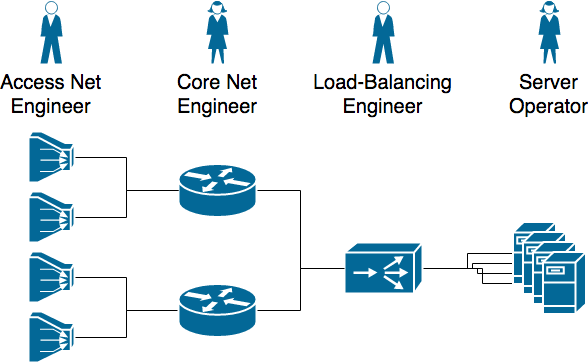 Access Net
Engineer
Core Net
Engineer
Load-Balancing
Engineer
Server
Operator